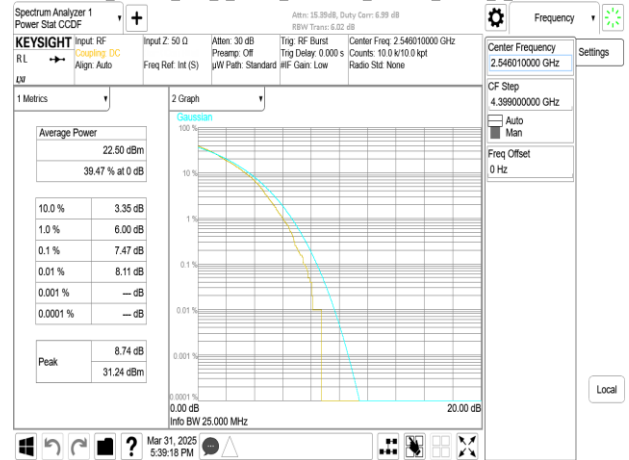 Spectrum Analyzer 1
Power Stat CCDF
Attn: 15.39dB, Duty Corr: 6.99 dB
RBW Trans: 6.02 dB
Frequency
KEYSIGHT
RL
LXI
Input: RF
Coupling: DC
Align: Auto
Input Z: 50 Ω
Freq Ref: Int (S)
Atten: 30 dB
Preamp: Off
µW Path: Standard
Trig: RF Burst
Trig Delay: 0.000 s
#IF Gain: Low
Center Freq: 2.546010000 GHz
Counts: 10.0 k/10.0 kpt
Radio Std: None
Center Frequency
2.546010000 GHz
Settings
CF Step
4.399000000 GHz
Auto
Man
Freq Offset
0 Hz
1 Metrics
Average Power
22.50 dBm
39.47 % at 0 dB
10.0 % 3.35 dB
1.0 % 6.00 dB
0.1 % 7.47 dB
0.01 % 8.11 dB
0.001 % --- dB
0.0001 % --- dB
Peak
8.74 dB
31.24 dBm
2 Graph
Gaussian
100 %
10 %
1 %
0.1 %
0.01 %
0.001 %
0.0001 %
0.00 dB
20.00 dB
Info BW 25.000 MHz
Local
?
Mar 31, 2025
5:39:18 PM